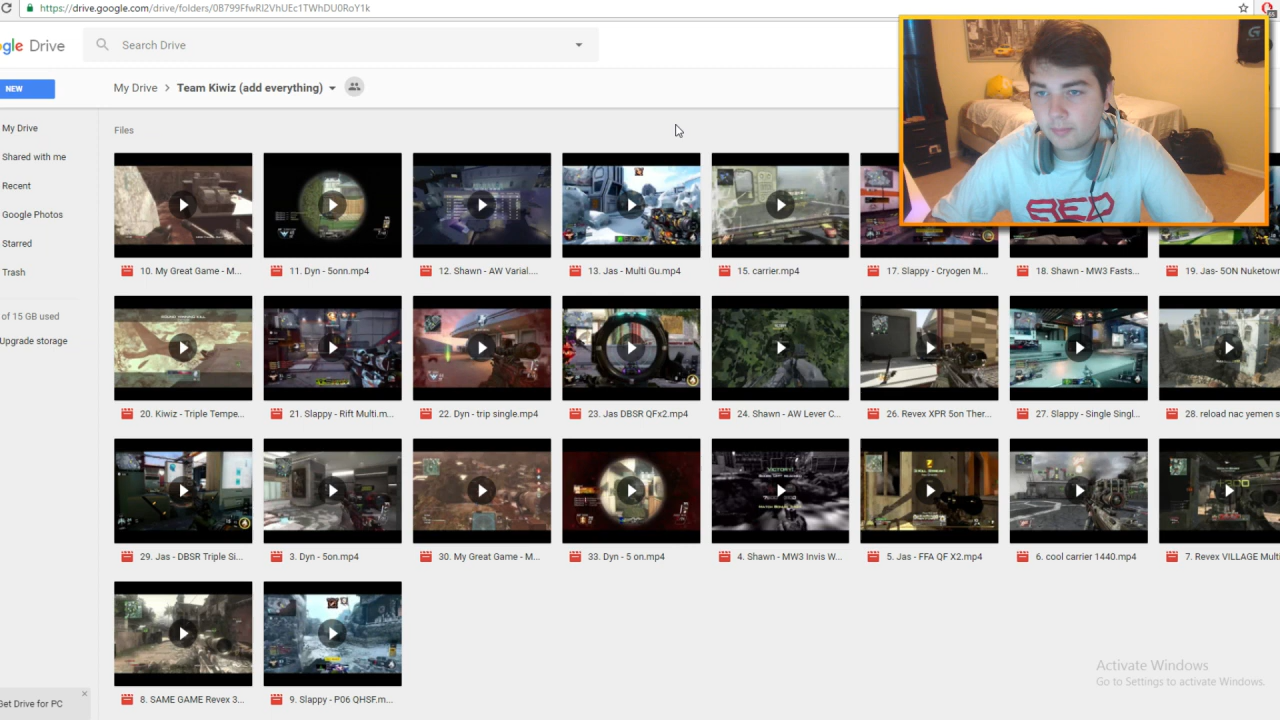 https://drive.google.com/drive/folders/0B799FfwRl2VhUEc1TWhDU0RoY1k
gle Drive
Search Drive
NEW
My Drive > Team Kiwiz (add everything)
My Drive
Shared with me
Recent
Google Photos
Starred
Trash
of 15 GB used
Upgrade storage
Get Drive for PC
Files
RED
10. My Great Game - M...
11. Dyn - 5onn.mp4
12. Shawn - AW Varial....
13. Jas - Multi Gu.mp4
15. carrier.mp4
17. Slappy - Cryogen M...
18. Shawn - MW3 Fasts...
19. Jas- 5ON Nuketown
20. Kiwiz - Triple Tempe...
21. Slappy - Rift Multi.m...
22. Dyn - trip single.mp4
23. Jas DBSR QFx2.mp4
24. Shawn - AW Lever C...
26. Revex XPR 5on Ther...
27. Slappy - Single Singl...
28. reload nac yemen s
29. Jas - DBSR Triple Si...
3. Dyn - 5on.mp4
30. My Great Game - M...
33. Dyn - 5 on.mp4
VICTORY!
4. Shawn - MW3 Invis W...
5. Jas - FFA QF X2.mp4
6. cool carrier 1440.mp4
7. Revex VILLAGE Multi
8. SAME GAME Revex 3...
9. Slappy - P06 QHSF.m...
Activate Windows
Go to Settings to activate Windows.